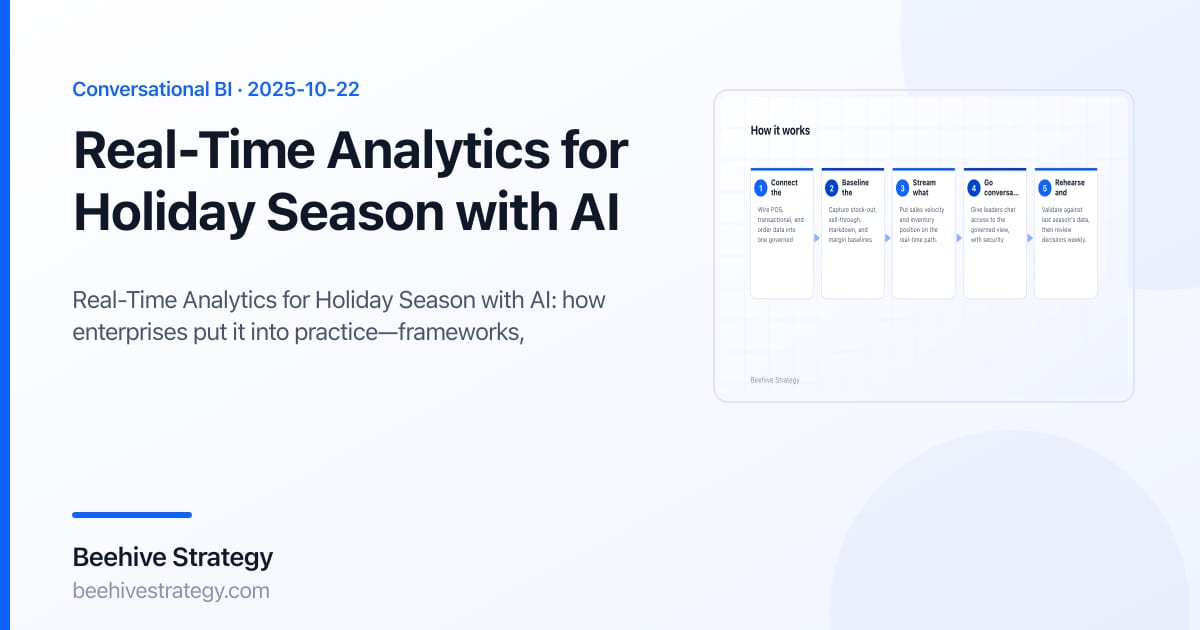 Conversational BI · 2025-10-22
Real-Time Analytics for
Holiday Season with AI
Real-Time Analytics for Holiday Season with AI: how
enterprises put it into practice—frameworks,
Beehive Strategy
beehivestrategy.com
How it works
1
Connect
the
Wire POS,
transactional, and
order data into
one governed
2
Baseline
the
Capture stock-out,
sell-through,
markdown, and
margin baselines
3
Stream
what
Put sales velocity
and inventory
position on the
real-time path.
4
Go
conversa...
Give leaders chat
access to the
governed view,
with security
5
Rehearse
and
Validate against
last season's data,
then review
decisions weekly.
Beehive Strategy